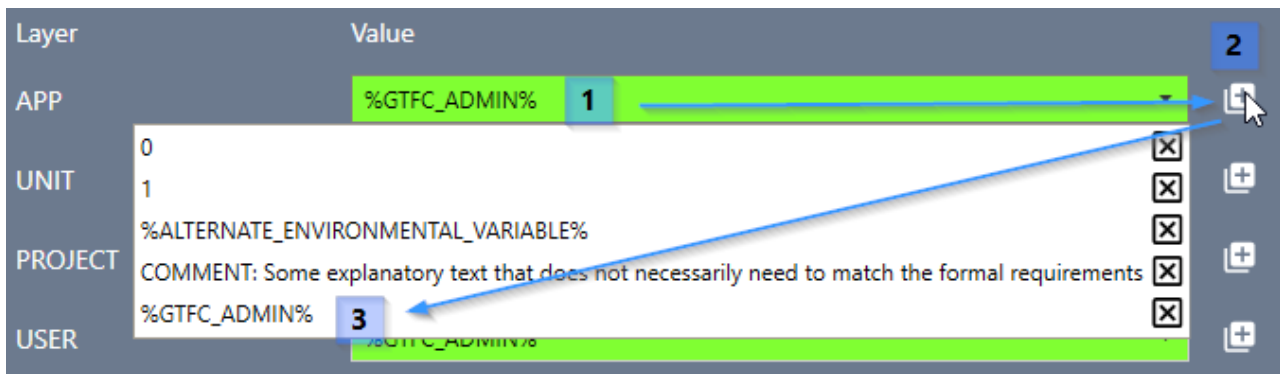 Layer Value
2
APP %GTFC_ADMIN% 1
0
UNIT
1
%ALTERNATE_ENVIRONMENTAL_VARIABLE%
PROJECT
COMMENT: Some explanatory text that does not necessarily need to match the formal requirements
%GTFC_ADMIN% 3
USER %GTFC_ADMIN%